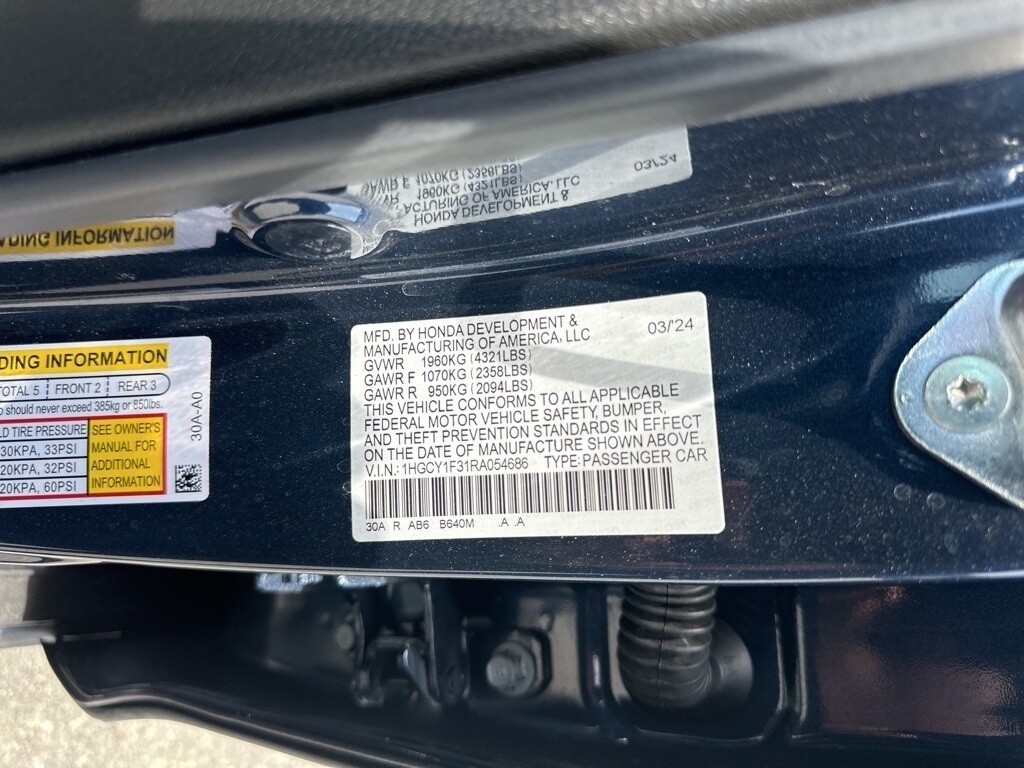 HONDA DEVELOPMENT &
ACTURING OF AMERICA, LLC
1960KG (4321LBS)
GAWR F 1070KG (2358LBS)
03/'24
ADING INFORMATION
MFD. BY HONDA DEVELOPMENT &
MANUFACTURING OF AMERICA, LLC
03/'24
GVWR 1960KG (4321LBS)
GAWR F 1070KG (2358LBS)
GAWR R 950KG (2094LBS)
THIS VEHICLE CONFORMS TO ALL APPLICABLE
FEDERAL MOTOR VEHICLE SAFETY, BUMPER,
AND THEFT PREVENTION STANDARDS IN EFFECT
ON THE DATE OF MANUFACTURE SHOWN ABOVE.
V.I.N.: 1HGCY1F31RA054686 TYPE: PASSENGER CAR
30A R AB6 B640M .A .A
DING INFORMATION
TOTAL 5 FRONT 2 REAR 3
o should never exceed 385kg or 850lbs.
LD TIRE PRESSURE
30KPA, 33PSI
20KPA, 32PSI
20KPA, 60PSI
SEE OWNER'S
MANUAL FOR
ADDITIONAL
INFORMATION
30A-A0